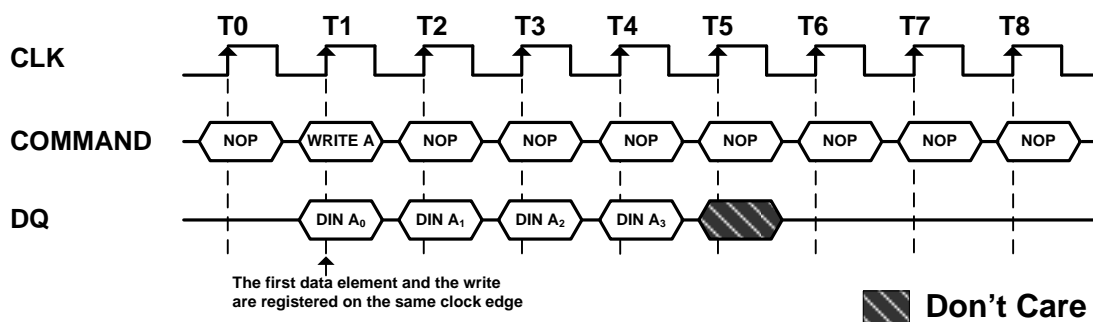 T0 T1 T2 T3 T4 T5 T6 T7 T8
CLK
COMMAND NOP WRITE A NOP NOP NOP NOP NOP NOP NOP
DQ DIN A₀ DIN A₁ DIN A₂ DIN A₃
The first data element and the write
are registered on the same clock edge
Don't Care